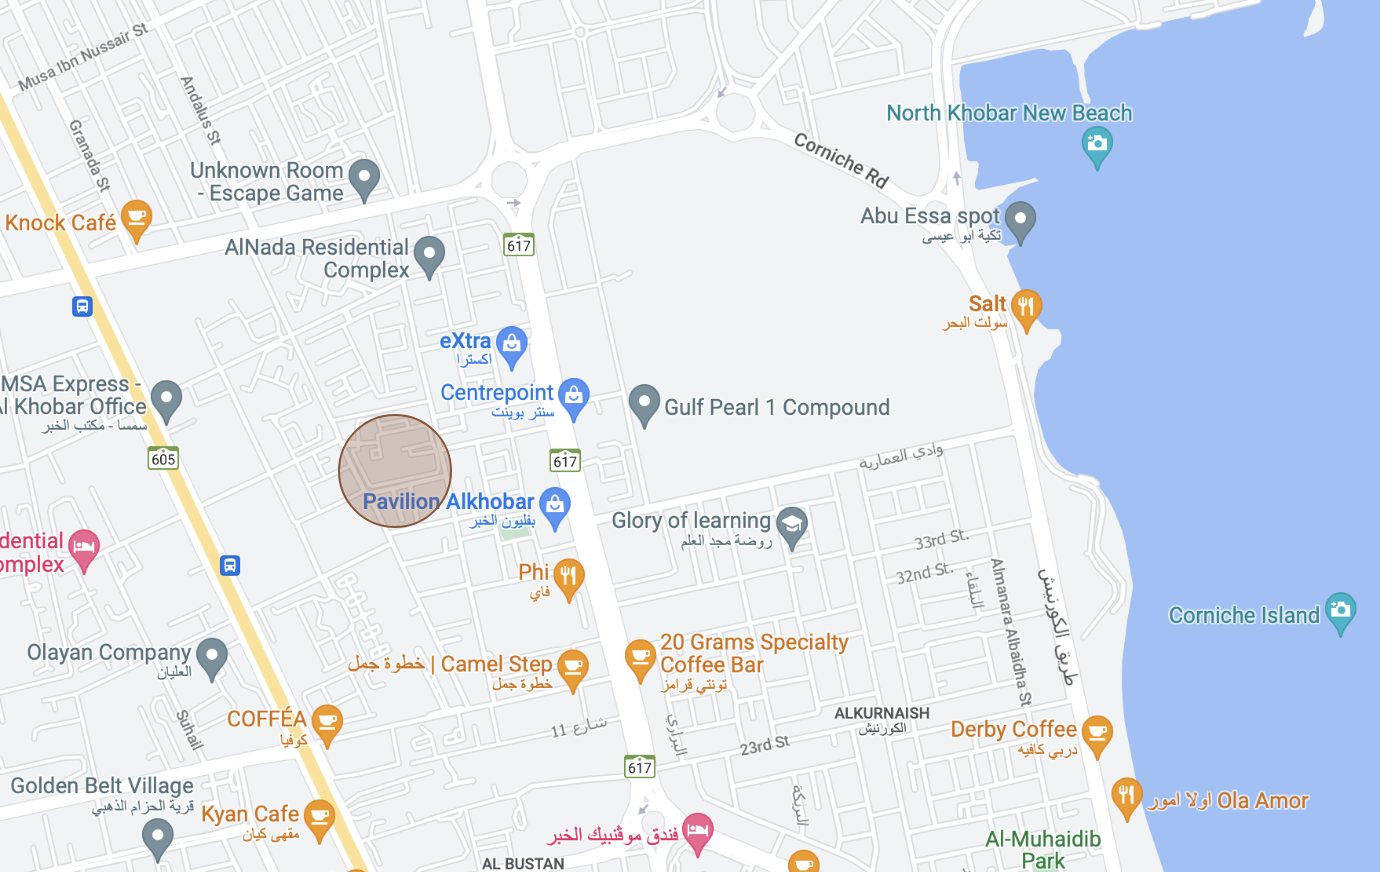 Musa Ibn Nussair St
Andalus St
Granada St
North Khobar New Beach
Corniche Rd
Unknown Room
- Escape Game
Knock Café
Abu Essa spot
تكية ابو عيسى
AlNada Residential
Complex
617
Salt
سولت البحر
eXtra
اكسترا
MSA Express -
Al Khobar Office
سمسا - مكتب الخبر
Centrepoint
سنتر بوينت
Gulf Pearl 1 Compound
605
617
وادي العمارية
Pavilion Alkhobar
بفليون الخبر
Glory of learning
روضة مجد العلم
33rd St.
32nd St.
البلقاء
Almanara Albaidha St
طريق الكورنيش
dential
omplex
Phi
فاي
Corniche Island
Olayan Company
العليان
خطوة جمل | Camel Step
خطوة جمل
20 Grams Specialty
Coffee Bar
تونتي قرامز
COFFÉA
كوفيا
Suhail
شارع 11
البراري
ALKURNAISH
الكورنيش
23rd St
Derby Coffee
دربي كافيه
617
Golden Belt Village
قرية الحزام الذهبي
Kyan Cafe
مقهى كيان
البركة
اولا امور Ola Amor
فندق موڤنبيك الخبر
Al-Muhaidib
Park
AL BUSTAN